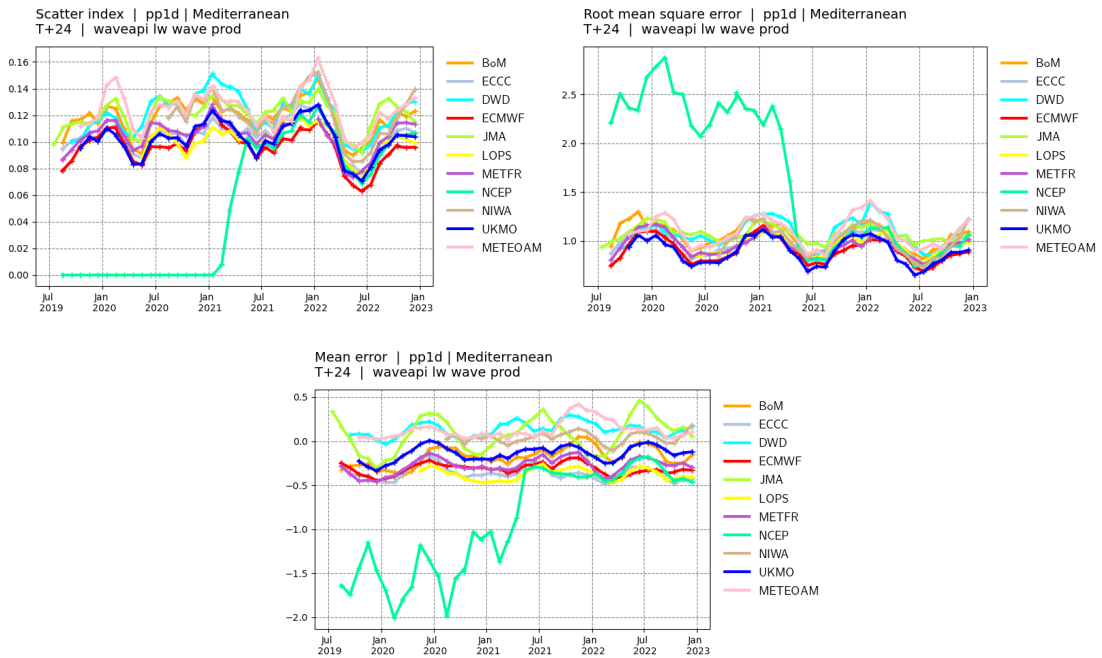 Scatter index | pp1d | Mediterranean
T+24 | waveapi lw wave prod
0.16
0.14
0.12
0.10
0.08
0.06
0.04
0.02
0.00
Jul
2019
Jan
2020
Jul
2020
Jan
2021
Jul
2021
Jan
2022
Jul
2022
Jan
2023
BoM
ECCC
DWD
ECMWF
JMA
LOPS
METFR
NCEP
NIWA
UKMO
METEOAM
Root mean square error | pp1d | Mediterranean
T+24 | waveapi lw wave prod
2.5
2.0
1.5
1.0
Jul
2019
Jan
2020
Jul
2020
Jan
2021
Jul
2021
Jan
2022
Jul
2022
Jan
2023
BoM
ECCC
DWD
ECMWF
JMA
LOPS
METFR
NCEP
NIWA
UKMO
METEOAM
Mean error | pp1d | Mediterranean
T+24 | waveapi lw wave prod
0.5
0.0
−0.5
−1.0
−1.5
−2.0
Jul
2019
Jan
2020
Jul
2020
Jan
2021
Jul
2021
Jan
2022
Jul
2022
Jan
2023
BoM
ECCC
DWD
ECMWF
JMA
LOPS
METFR
NCEP
NIWA
UKMO
METEOAM